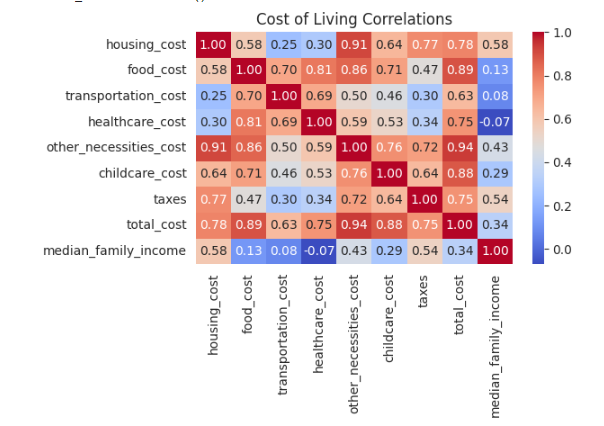 Cost of Living Correlations
housing_cost 1.00 0.58 0.25 0.30 0.91 0.64 0.77 0.78 0.58
food_cost 0.58 1.00 0.70 0.81 0.86 0.71 0.47 0.89 0.13
transportation_cost 0.25 0.70 1.00 0.69 0.50 0.46 0.30 0.63 0.08
healthcare_cost 0.30 0.81 0.69 1.00 0.59 0.53 0.34 0.75 -0.07
other_necessities_cost 0.91 0.86 0.50 0.59 1.00 0.76 0.72 0.94 0.43
childcare_cost 0.64 0.71 0.46 0.53 0.76 1.00 0.64 0.88 0.29
taxes 0.77 0.47 0.30 0.34 0.72 0.64 1.00 0.75 0.54
total_cost 0.78 0.89 0.63 0.75 0.94 0.88 0.75 1.00 0.34
median_family_income 0.58 0.13 0.08 -0.07 0.43 0.29 0.54 0.34 1.00
housing_cost
food_cost
transportation_cost
healthcare_cost
other_necessities_cost
childcare_cost
taxes
total_cost
median_family_income
1.0
0.8
0.6
0.4
0.2
0.0